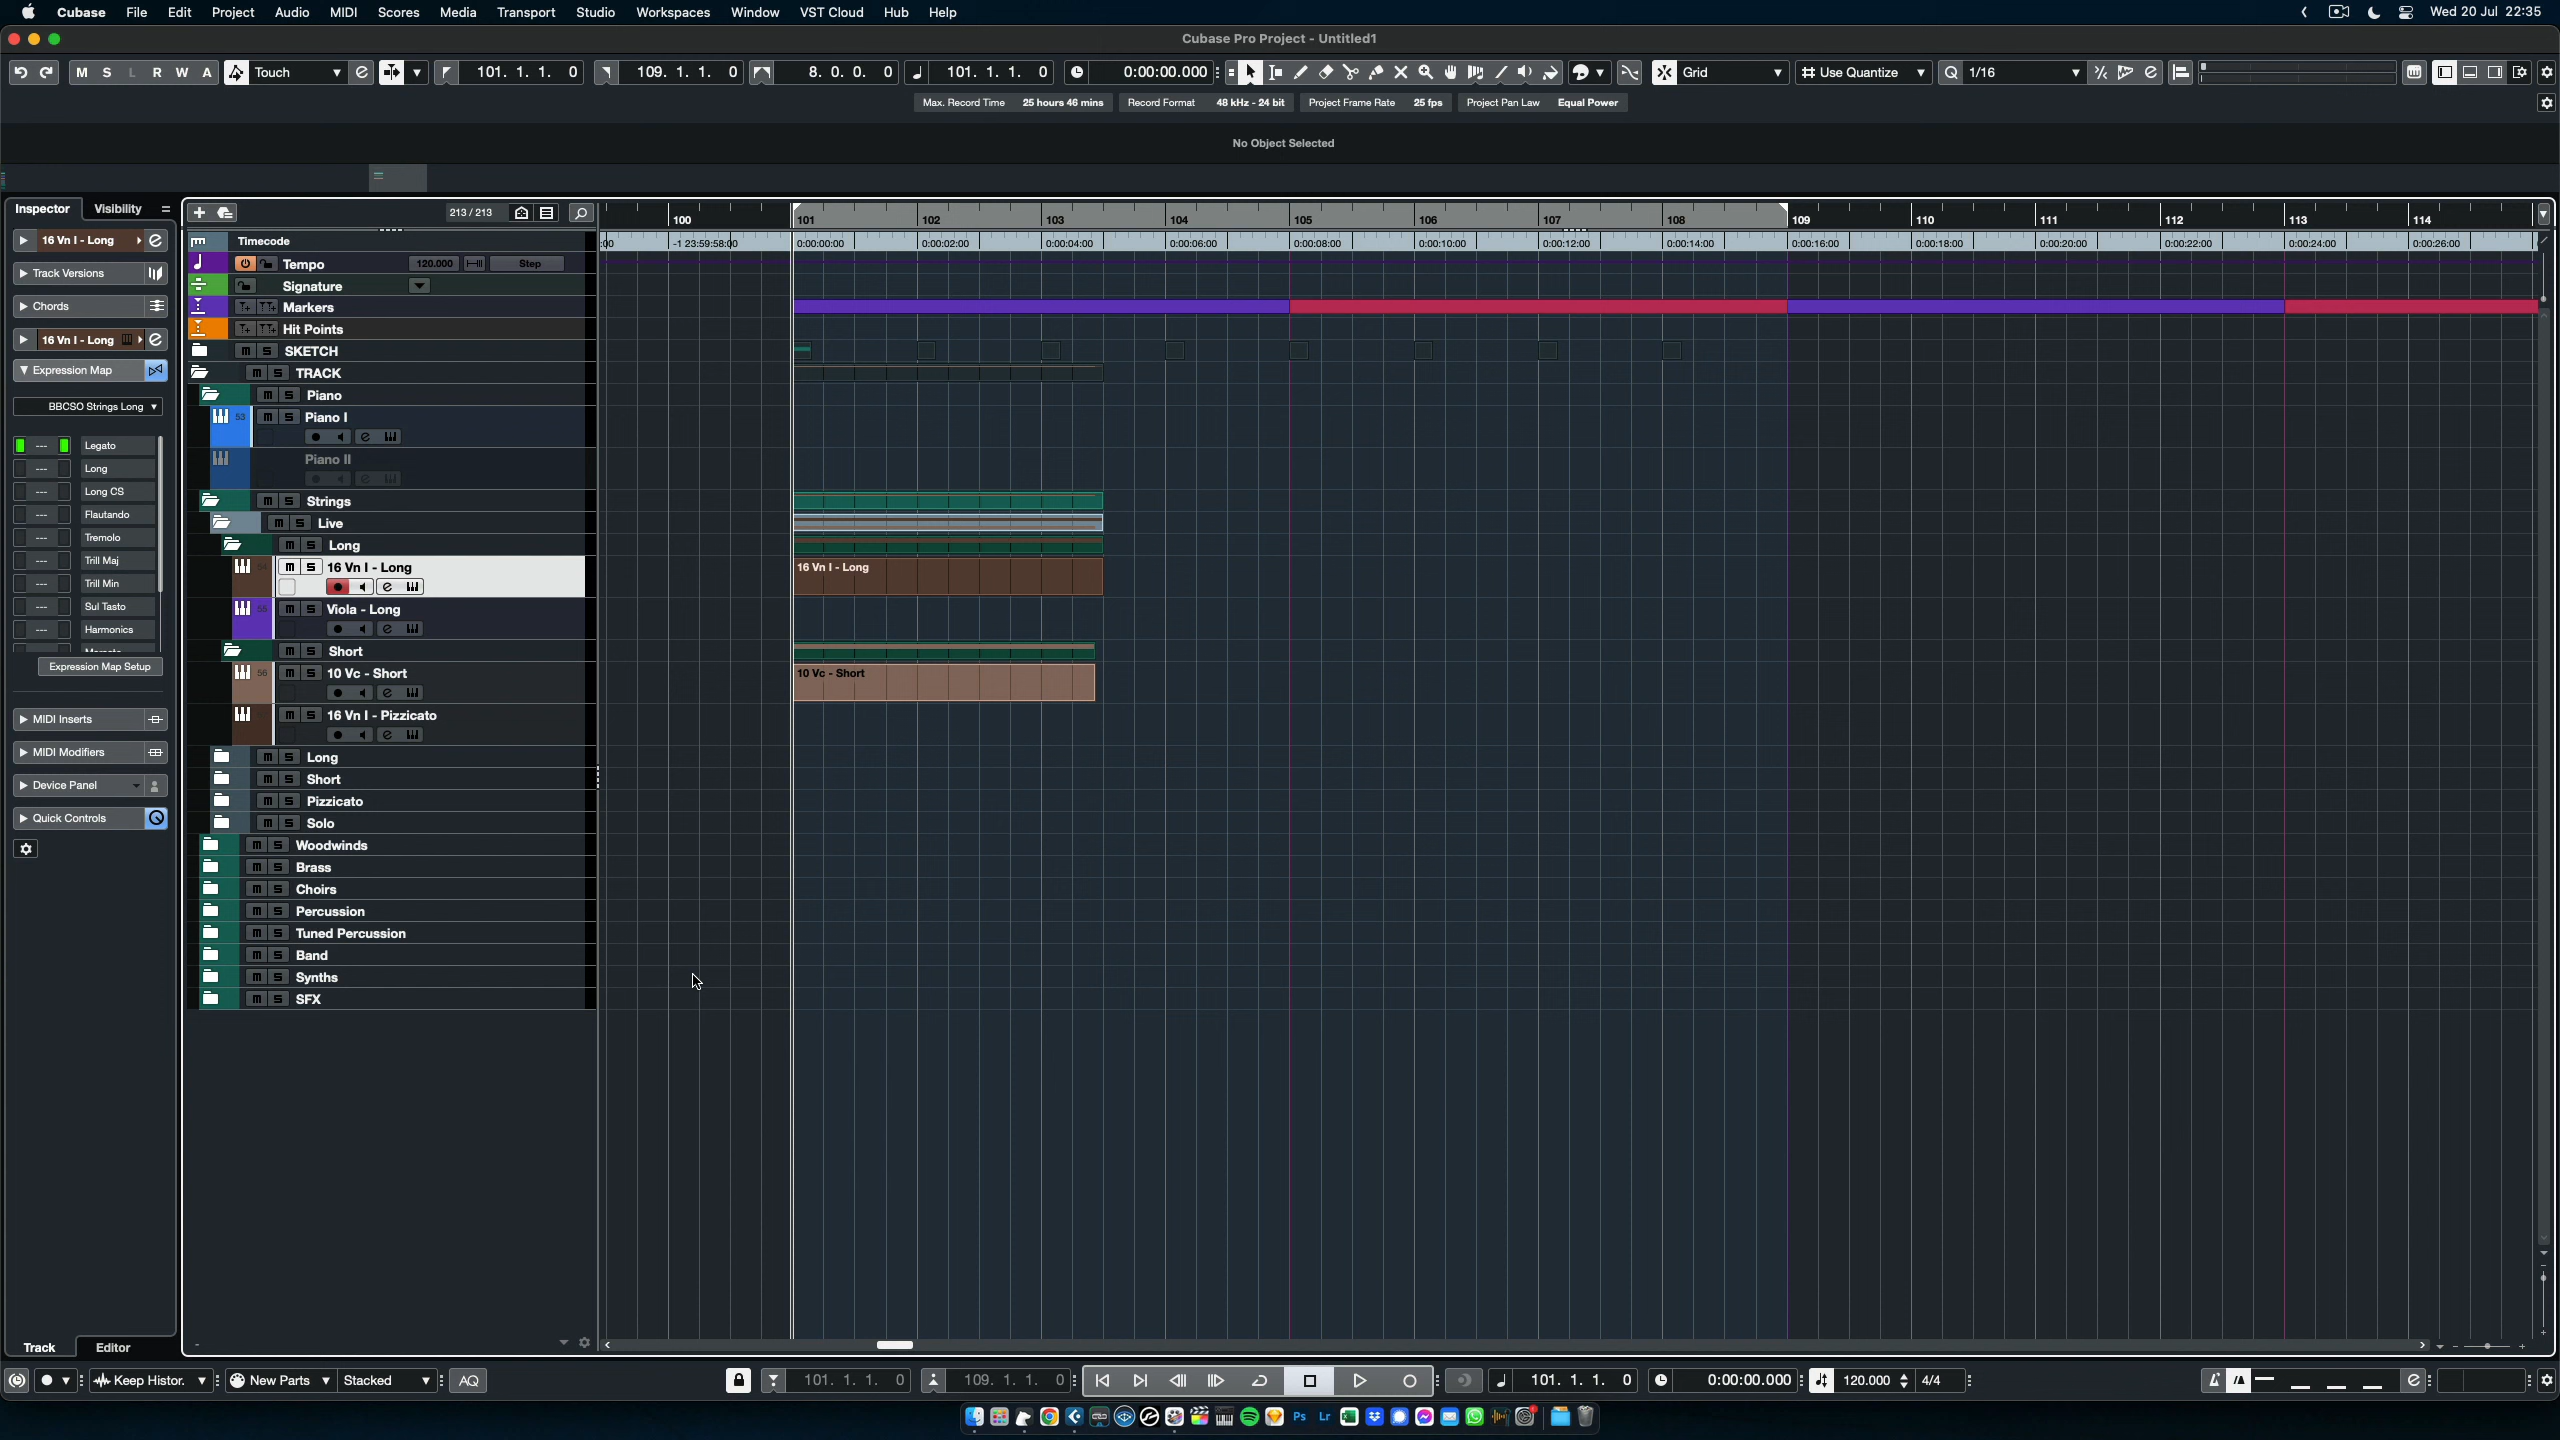 Cubase File Edit Project Audio MIDI Scores Media Transport Studio Workspaces Window VST Cloud Hub Help Wed 20 Jul 22:35
Cubase Pro Project - Untitled1
M S L R W A Touch 101. 1. 1. 0 109. 1. 1. 0 8. 0. 0. 0 101. 1. 1. 0 0:00:00.000 Grid Use Quantize Q 1/16
Max. Record Time 25 hours 46 mins Record Format 48 kHz - 24 bit Project Frame Rate 25 fps Project Pan Law Equal Power
No Object Selected
Inspector Visibility 213 / 213
100 101 102 103 104 105 106 107 108 109 110 111 112 113 114
16 Vn I - Long Timecode :00 -1 23:59:58:00 0:00:00:00 0:00:02:00 0:00:04:00 0:00:06:00 0:00:08:00 0:00:10:00 0:00:12:00 0:00:14:00 0:00:16:00 0:00:18:00 0:00:20:00 0:00:22:00 0:00:24:00 0:00:26:00
Track Versions Tempo 120.000 Step
Signature
Chords Markers
Hit Points
16 Vn I - Long m S SKETCH
Expression Map m S TRACK
m S Piano
BBCSO Strings Long 53 m S Piano I
Legato
Long Piano II
Long CS m S Strings
Flautando m S Live
Tremolo m S Long
Trill Maj m S 16 Vn I - Long 16 Vn I - Long
Trill Min
Sul Tasto 55 m S Viola - Long
Harmonics
m S Short
Expression Map Setup 56 m S 10 Vc - Short 10 Vc - Short
MIDI Inserts m S 16 Vn I - Pizzicato
MIDI Modifiers m S Long
Device Panel m S Short
m S Pizzicato
Quick Controls m S Solo
m S Woodwinds
m S Brass
m S Choirs
m S Percussion
m S Tuned Percussion
m S Band
m S Synths
m S SFX
Track Editor
Keep Histor. New Parts Stacked AQ 101. 1. 1. 0 109. 1. 1. 0 101. 1. 1. 0 0:00:00.000 120.000 4/4
Ps Lr